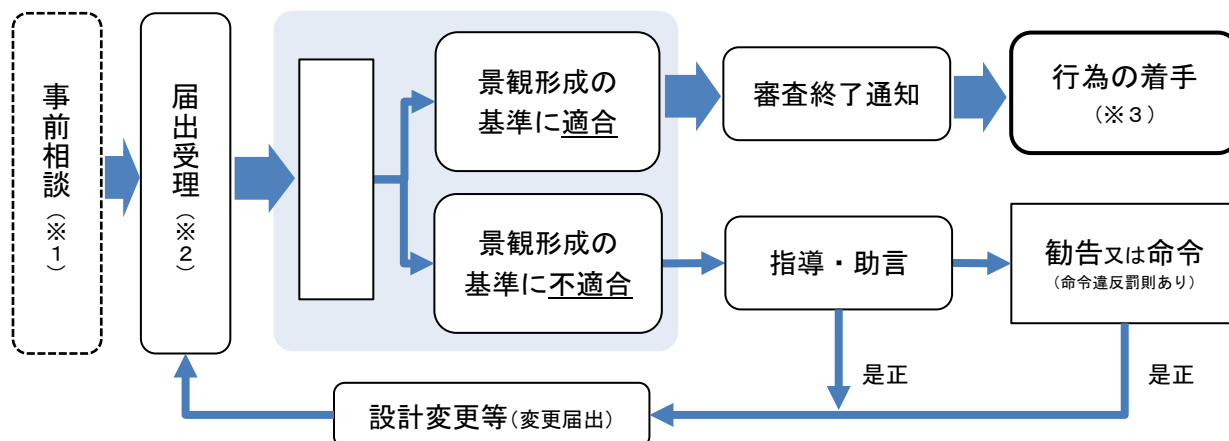 事前相談（※１）
届出受理（※２）
景観形成の
基準に適合
審査終了通知
行為の着手
（※３）
景観形成の
基準に不適合
指導・助言
勧告又は命令
（命令違反罰則あり）
是正
是正
設計変更等（変更届出）